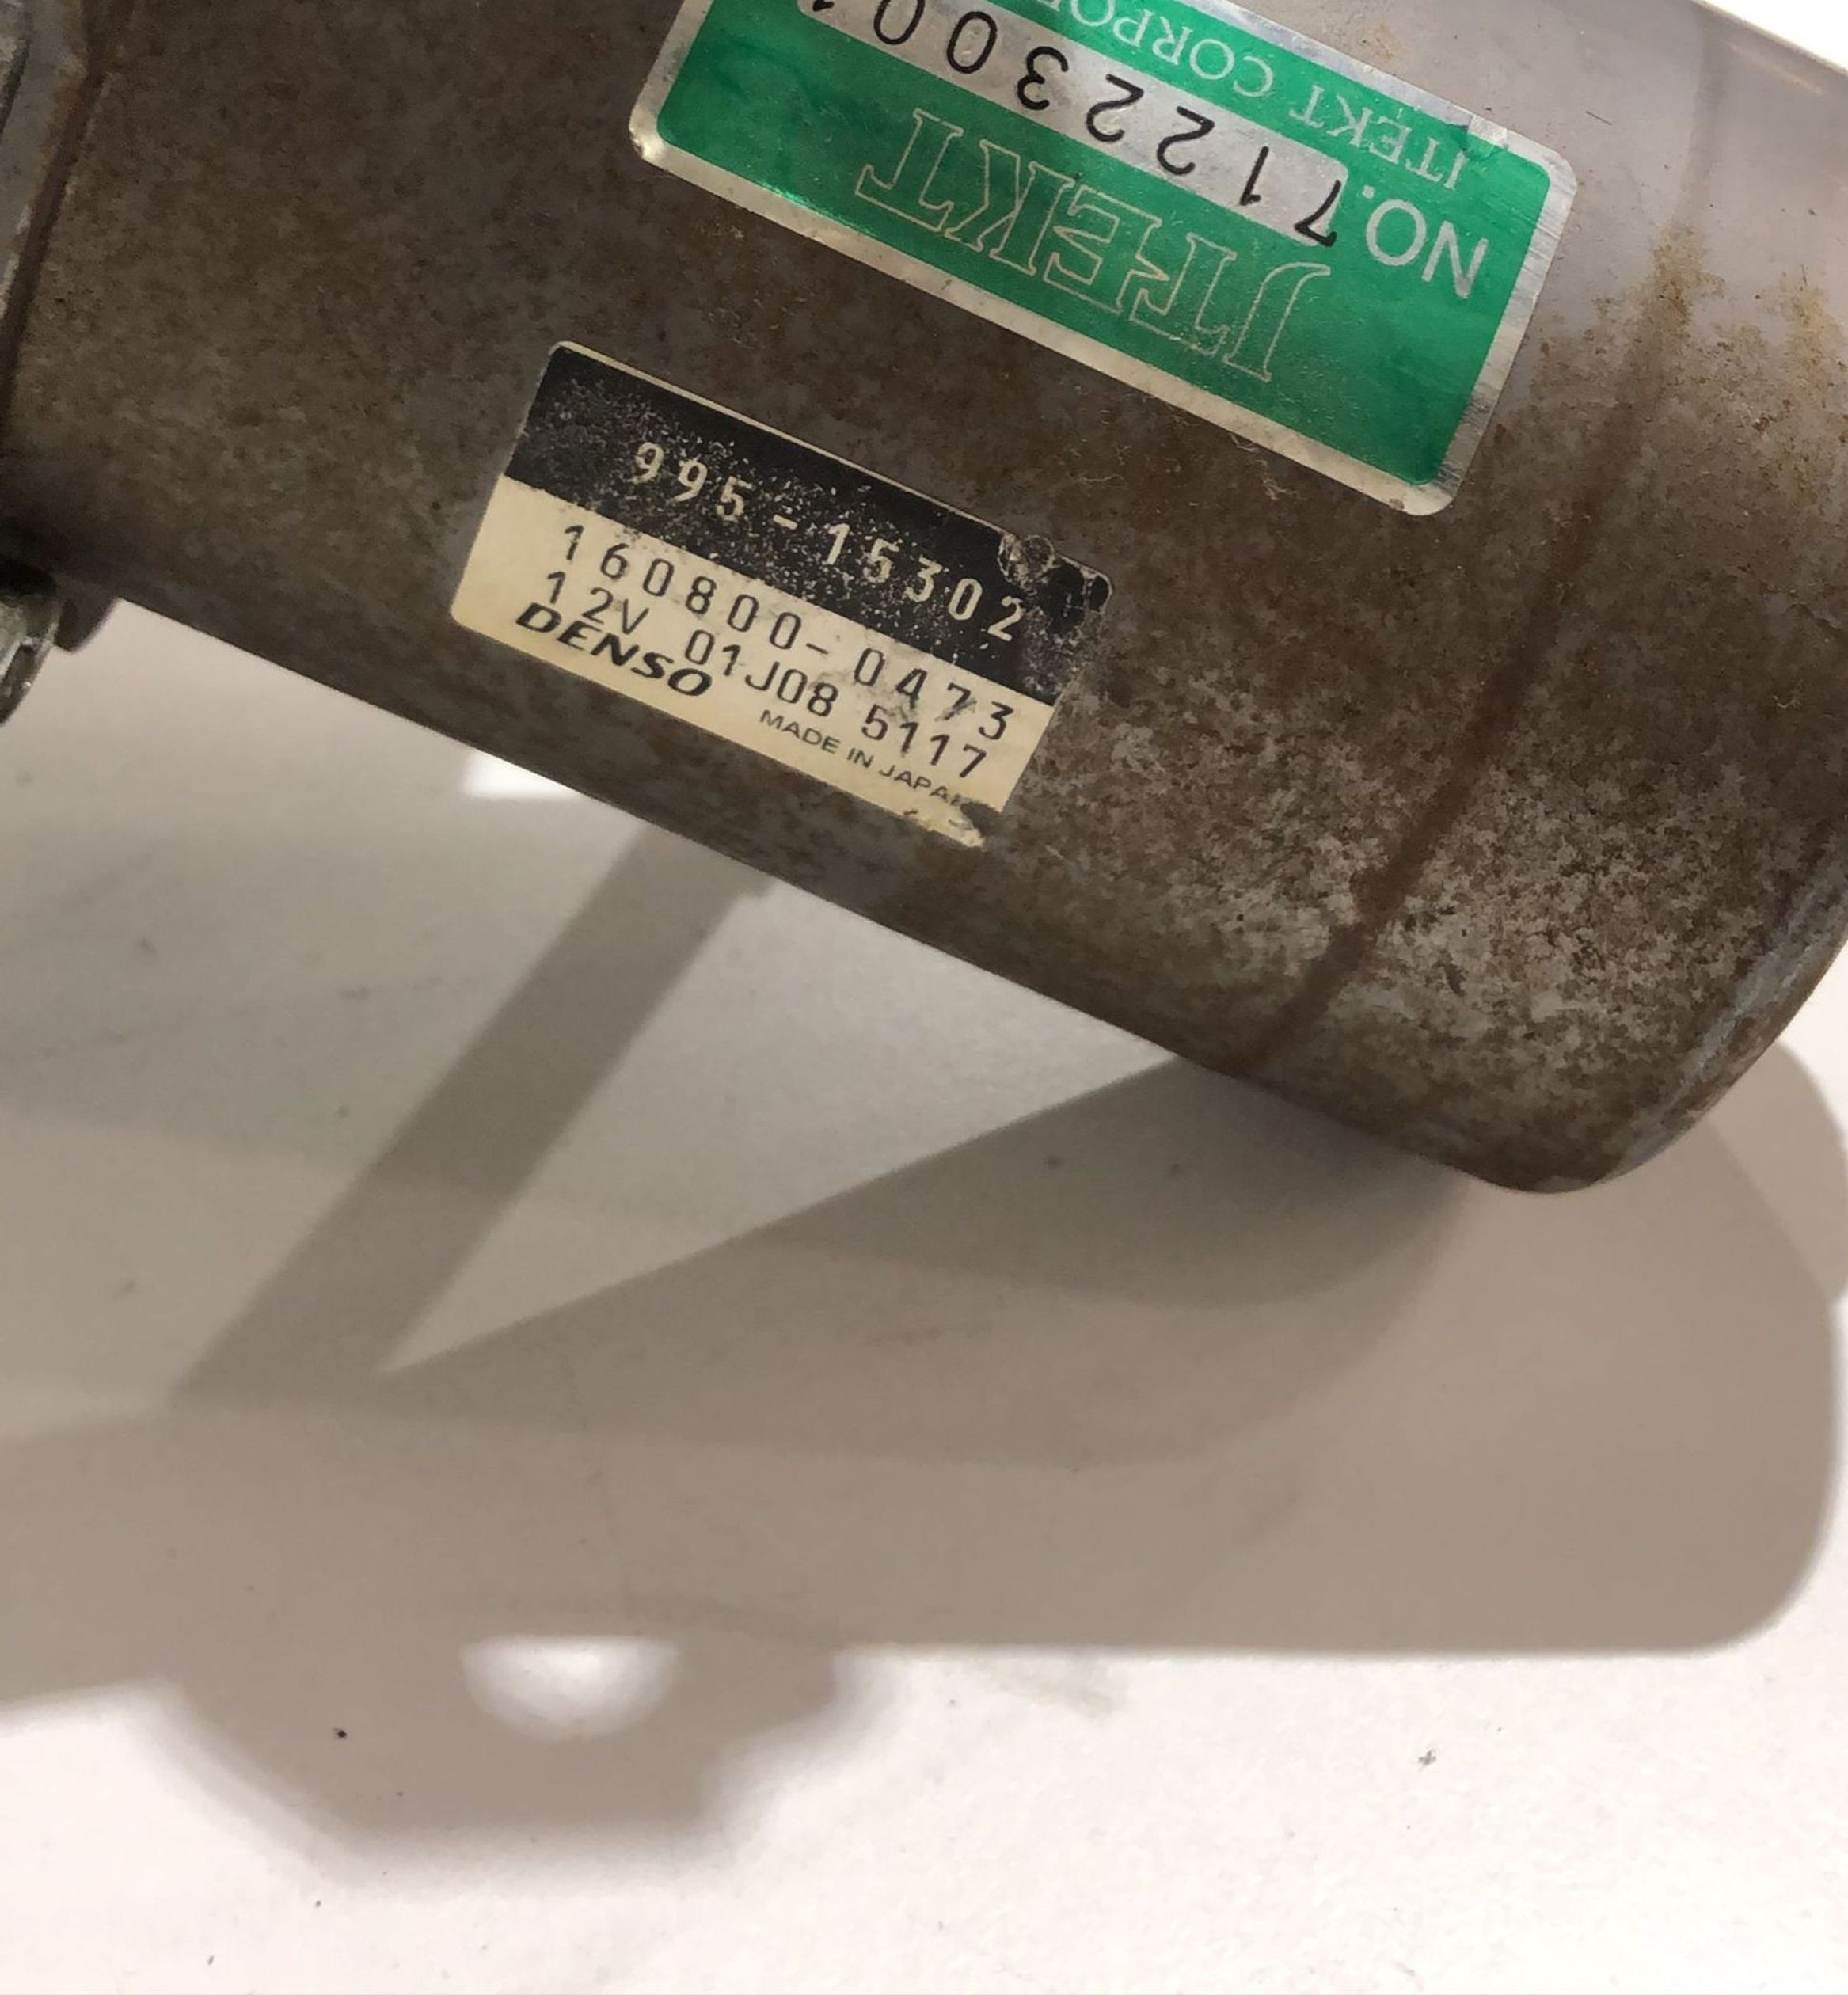 JTEKT
NO. 7122300
JTEKT CORPO
995-15302
160800-0473
12V 01J08 5117
DENSO MADE IN JAPAN